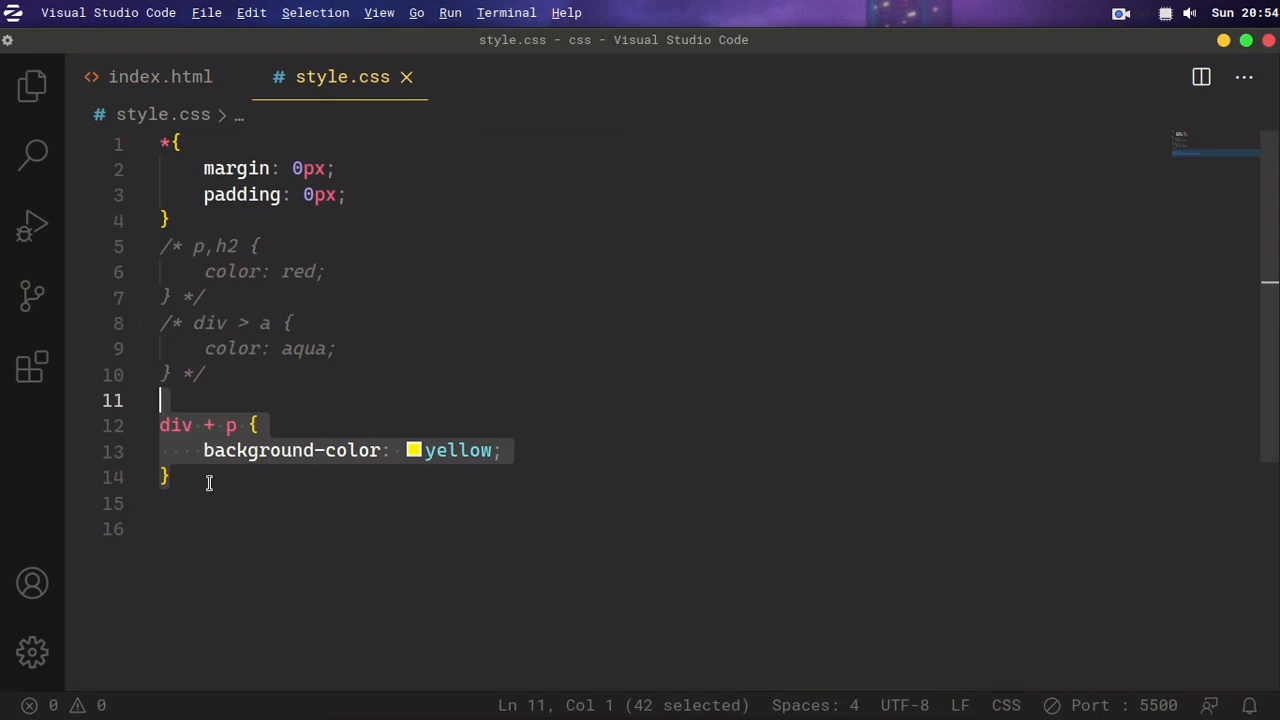 Visual Studio Code File Edit Selection View Go Run Terminal Help Sun 20:54
style.css - css - Visual Studio Code
<> index.html # style.css
# style.css > …
1 *{
2 margin: 0px;
3 padding: 0px;
4 }
5 /* p,h2 {
6 color: red;
7 } */
8 /* div > a {
9 color: aqua;
10 } */
11
12 div + p {
13 background-color: yellow;
14 }
15
16
0 0 Ln 11, Col 1 (42 selected) Spaces: 4 UTF-8 LF CSS Port : 5500